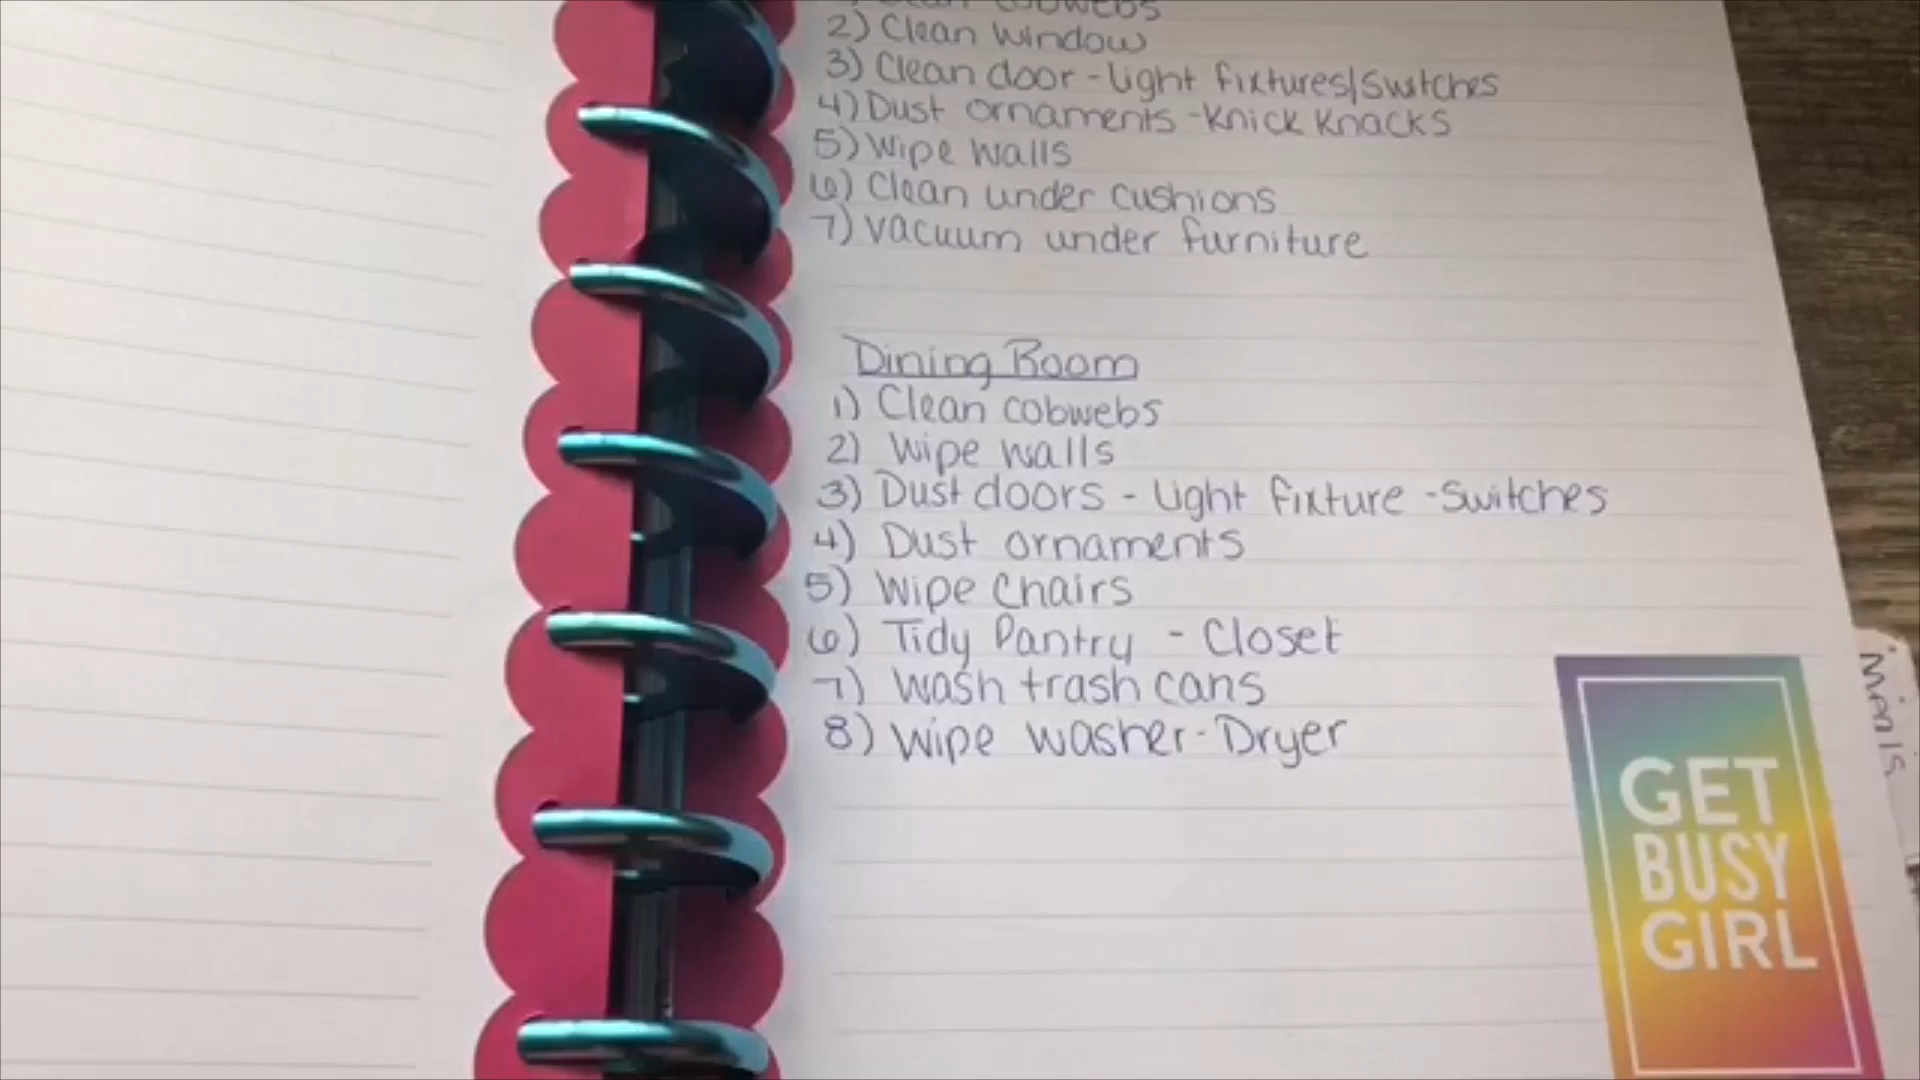 cobwebs
2) Clean window
3) Clean door - Light fixtures/Switches
4) Dust ornaments - Knick Knacks
5) Wipe walls
6) Clean under cushions
7) Vacuum under furniture
Dining Room
1) Clean cobwebs
2) Wipe walls
3) Dust doors - Light fixture - Switches
4) Dust ornaments
5) Wipe chairs
6) Tidy Pantry - Closet
7) Wash trash cans
8) Wipe washer - Dryer
GET
BUSY
GIRL
Meals